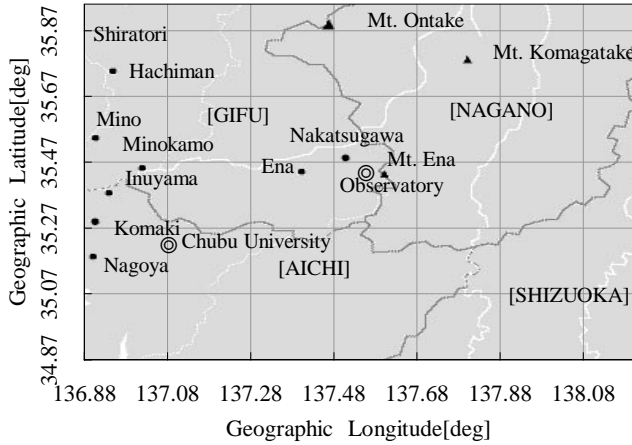 Geographic Latitude[deg]
35.87
35.67
35.47
35.27
35.07
34.87
Mt. Ontake
Shiratori
Mt. Komagatake
Hachiman
[GIFU]
[NAGANO]
Mino
Minokamo
Nakatsugawa
Ena
Mt. Ena
Inuyama
Observatory
Komaki
Chubu University
Nagoya
[AICHI]
[SHIZUOKA]
136.88 137.08 137.28 137.48 137.68 137.88 138.08
Geographic Longitude[deg]